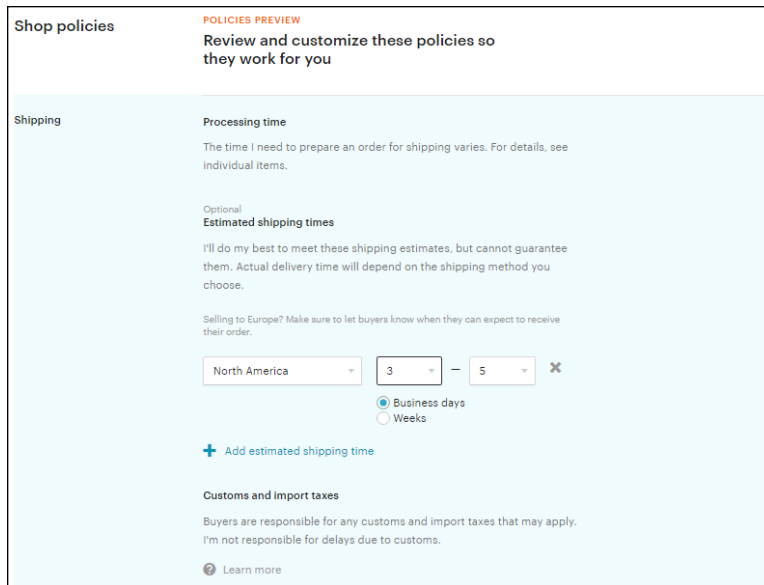 Shop policies
POLICIES PREVIEW
Review and customize these policies so
they work for you
Shipping
Processing time
The time I need to prepare an order for shipping varies. For details, see
individual items.
Optional
Estimated shipping times
I'll do my best to meet these shipping estimates, but cannot guarantee
them. Actual delivery time will depend on the shipping method you
choose.
Selling to Europe? Make sure to let buyers know when they can expect to receive
their order.
North America 3 – 5
Business days
Weeks
Add estimated shipping time
Customs and import taxes
Buyers are responsible for any customs and import taxes that may apply.
I'm not responsible for delays due to customs.
? Learn more